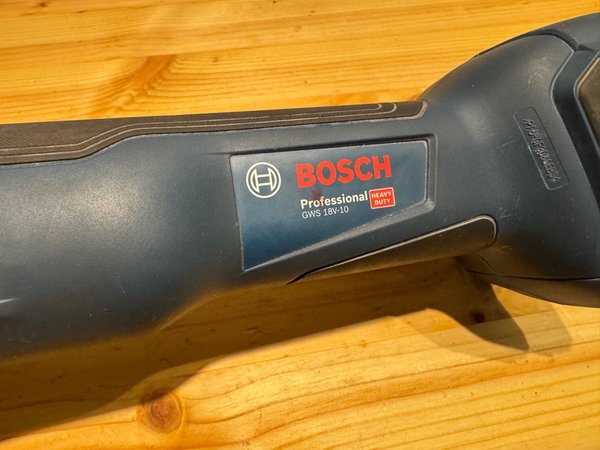 BOSCH
Professional HEAVY DUTY
GWS 18V-10